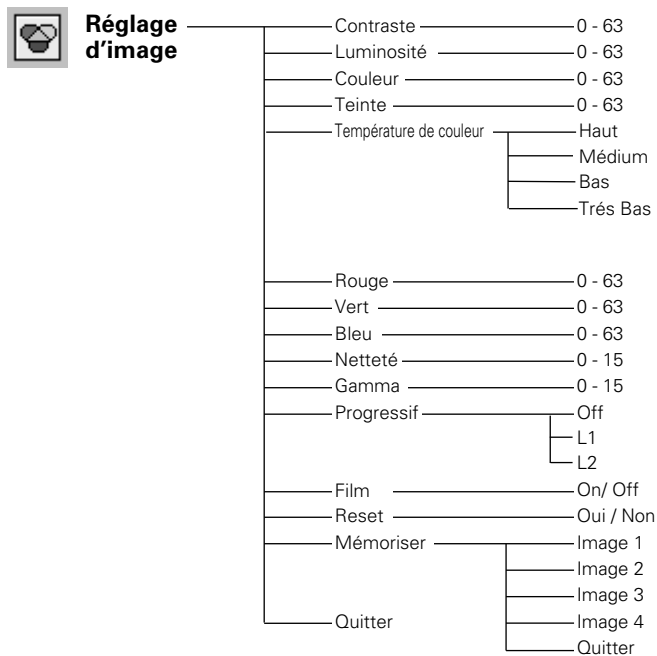 Réglage
d’image
Contraste 0 - 63
Luminosité 0 - 63
Couleur 0 - 63
Teinte 0 - 63
Température de couleur Haut
Médium
Bas
Trés Bas
Rouge 0 - 63
Vert 0 - 63
Bleu 0 - 63
Netteté 0 - 15
Gamma 0 - 15
Progressif Off
L1
L2
Film On/ Off
Reset Oui / Non
Mémoriser Image 1
Image 2
Image 3
Quitter Image 4
Quitter